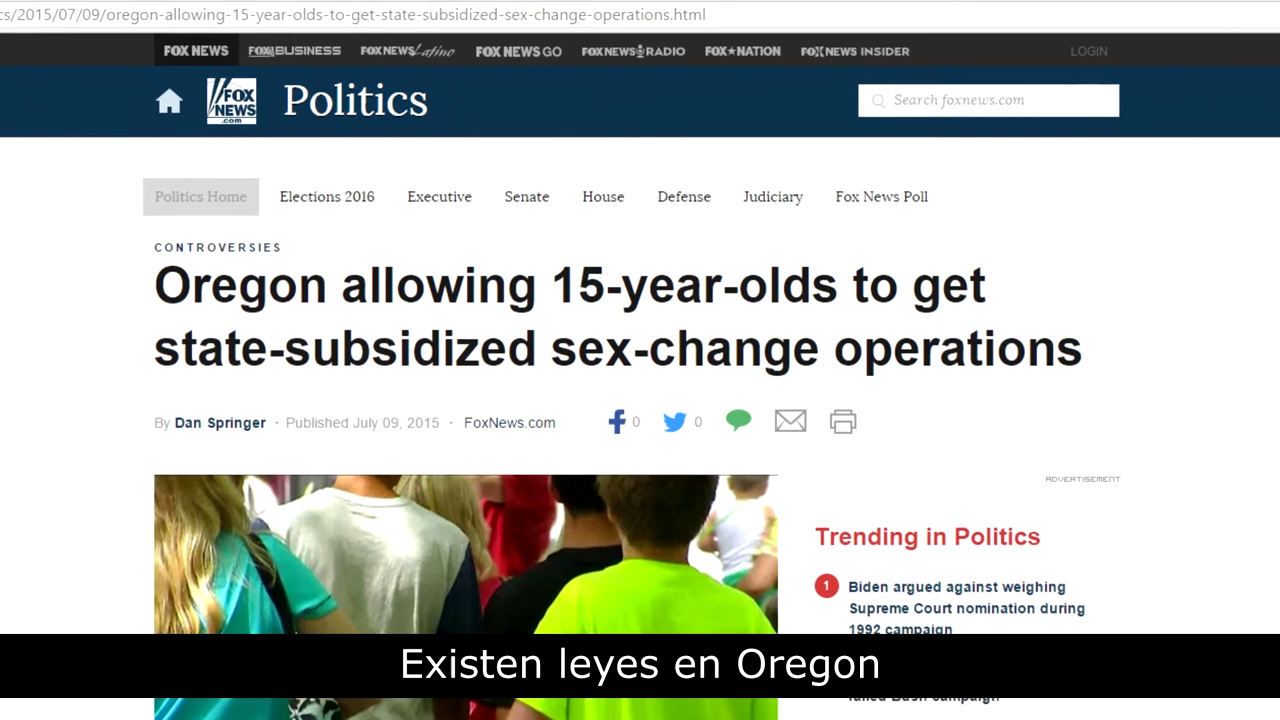 cs/2015/07/09/oregon-allowing-15-year-olds-to-get-state-subsidized-sex-change-operations.html
FOX NEWS FOX BUSINESS FOX NEWS Latino FOX NEWS GO FOX NEWS RADIO FOX★NATION FOX NEWS INSIDER LOGIN
FOX NEWS .com Politics Search foxnews.com
Politics Home Elections 2016 Executive Senate House Defense Judiciary Fox News Poll
CONTROVERSIES
Oregon allowing 15-year-olds to get
state-subsidized sex-change operations
By Dan Springer · Published July 09, 2015 · FoxNews.com 0 0
ADVERTISEMENT
Trending in Politics
1 Biden argued against weighing
Supreme Court nomination during
1992 campaign
Existen leyes en Oregon